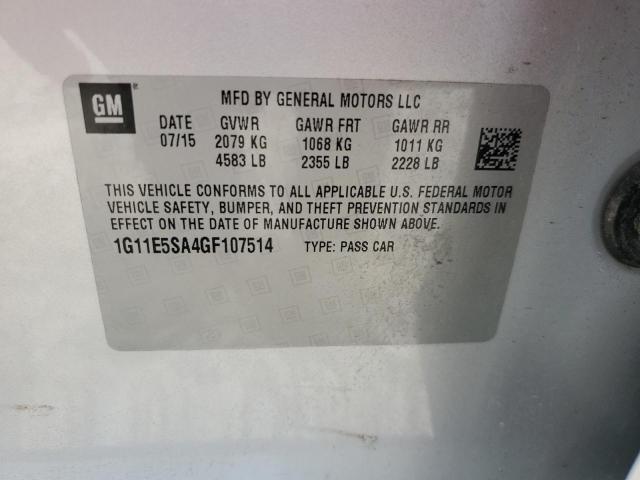 GM
MFD BY GENERAL MOTORS LLC
DATE GVWR GAWR FRT GAWR RR
07/15 2079 KG 1068 KG 1011 KG
4583 LB 2355 LB 2228 LB
THIS VEHICLE CONFORMS TO ALL APPLICABLE U.S. FEDERAL MOTOR
VEHICLE SAFETY, BUMPER, AND THEFT PREVENTION STANDARDS IN
EFFECT ON THE DATE OF MANUFACTURE SHOWN ABOVE.
1G11E5SA4GF107514 TYPE: PASS CAR